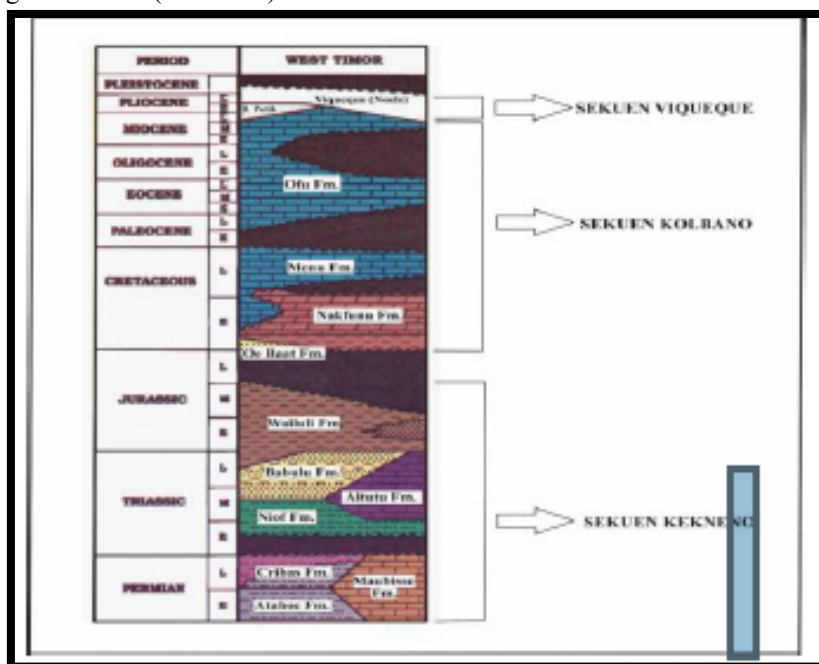 PERIOD WEST TIMOR
PLEISTOCENE
PLIOCENE
Viqueque (Noele)
B. Putih
SEKUEN VIQUEQUE
MIOCENE
OLIGOCENE
L
E
Ofu Fm.
EOCENE
L
M
E
PALEOCENE
L
E
SEKUEN KOLBANO
CRETACEOUS
L
Menu Fm.
E
Nakfunu Fm.
Oe Baat Fm.
JURASSIC
L
M
E
Wailuli Fm
TRIASSIC
L
M
E
Babulu Fm.
Aitutu Fm.
Niof Fm.
SEKUEN KEKNENO
PERMIAN
L
E
Cribas Fm.
Maubisse
Fm.
Atahoc Fm.